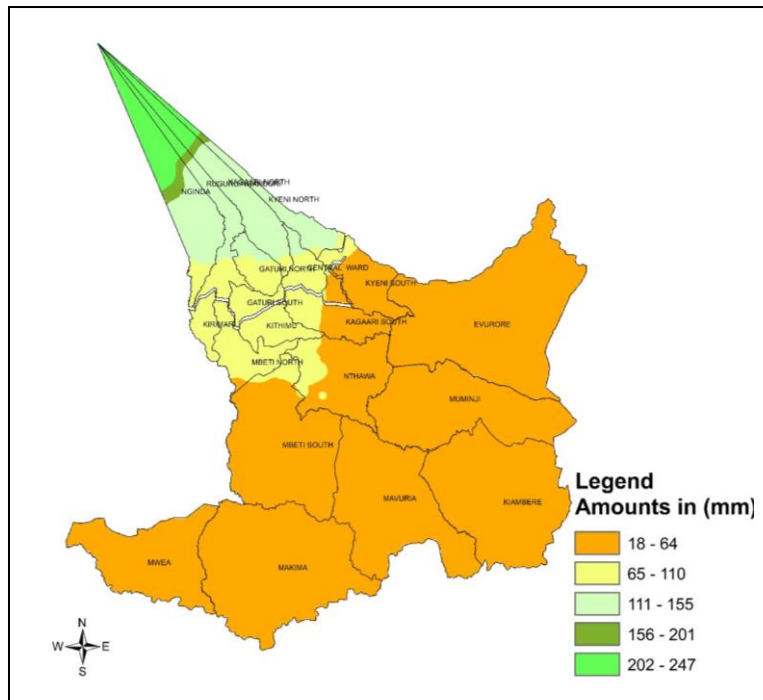 NGINDA
KAGAARI NORTH
KYENI NORTH
GATURI NORTH
CENTRAL WARD
KYENI SOUTH
GATURI SOUTH
KIRIMARI
KITHIMU
KAGAARI SOUTH
EVURORE
MBETI NORTH
NTHAWA
MUMINJI
MBETI SOUTH
MAVURIA
KIAMBERE
MWEA
MAKIMA
Legend
Amounts in (mm)
18 - 64
65 - 110
111 - 155
156 - 201
202 - 247
N
W E
S